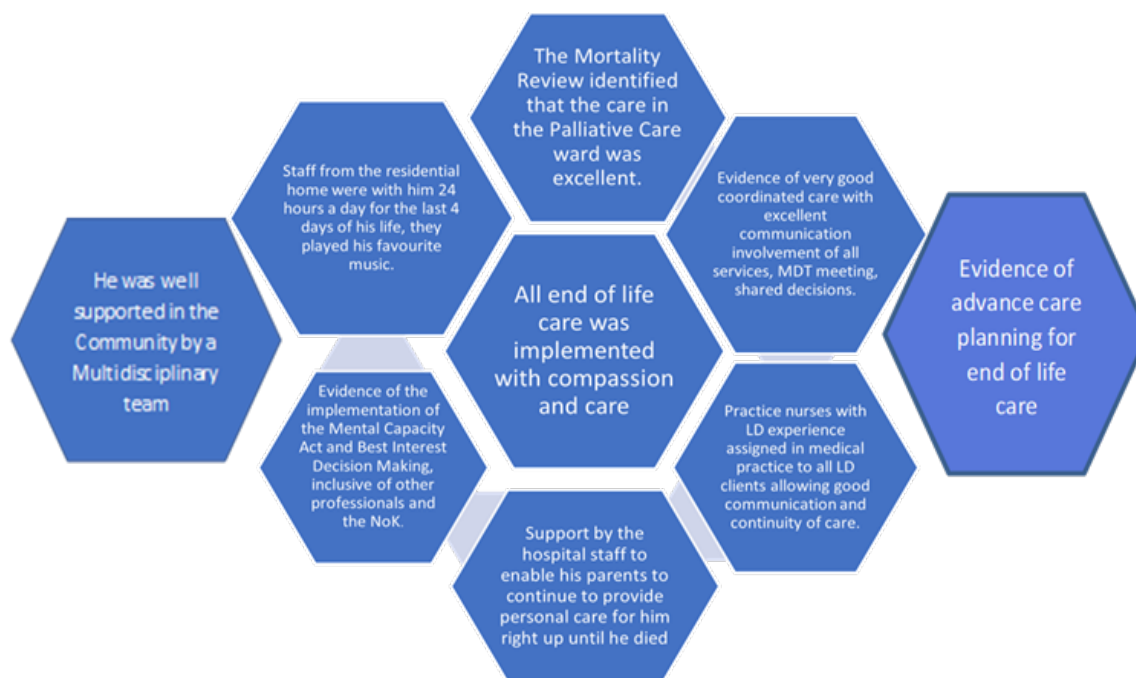 The Mortality
Review identified
that the care in
the Palliative Care
ward was
excellent.
Staff from the residential
home were with him 24
hours a day for the last 4
days of his life, they
played his favourite
music.
Evidence of very good
coordinated care with
excellent
communication
involvement of all
services, MDT meeting,
shared decisions.
He was well
supported in the
Community by a
Multidisciplinary
team
All end of life
care was
implemented
with compassion
and care
Evidence of
advance care
planning for
end of life
care
Evidence of the
implementation of
the Mental Capacity
Act and Best Interest
Decision Making,
inclusive of other
professionals and
the NoK.
Practice nurses with
LD experience
assigned in medical
practice to all LD
clients allowing good
communication and
continuity of care.
Support by the
hospital staff to
enable his parents to
continue to provide
personal care for him
right up until he died